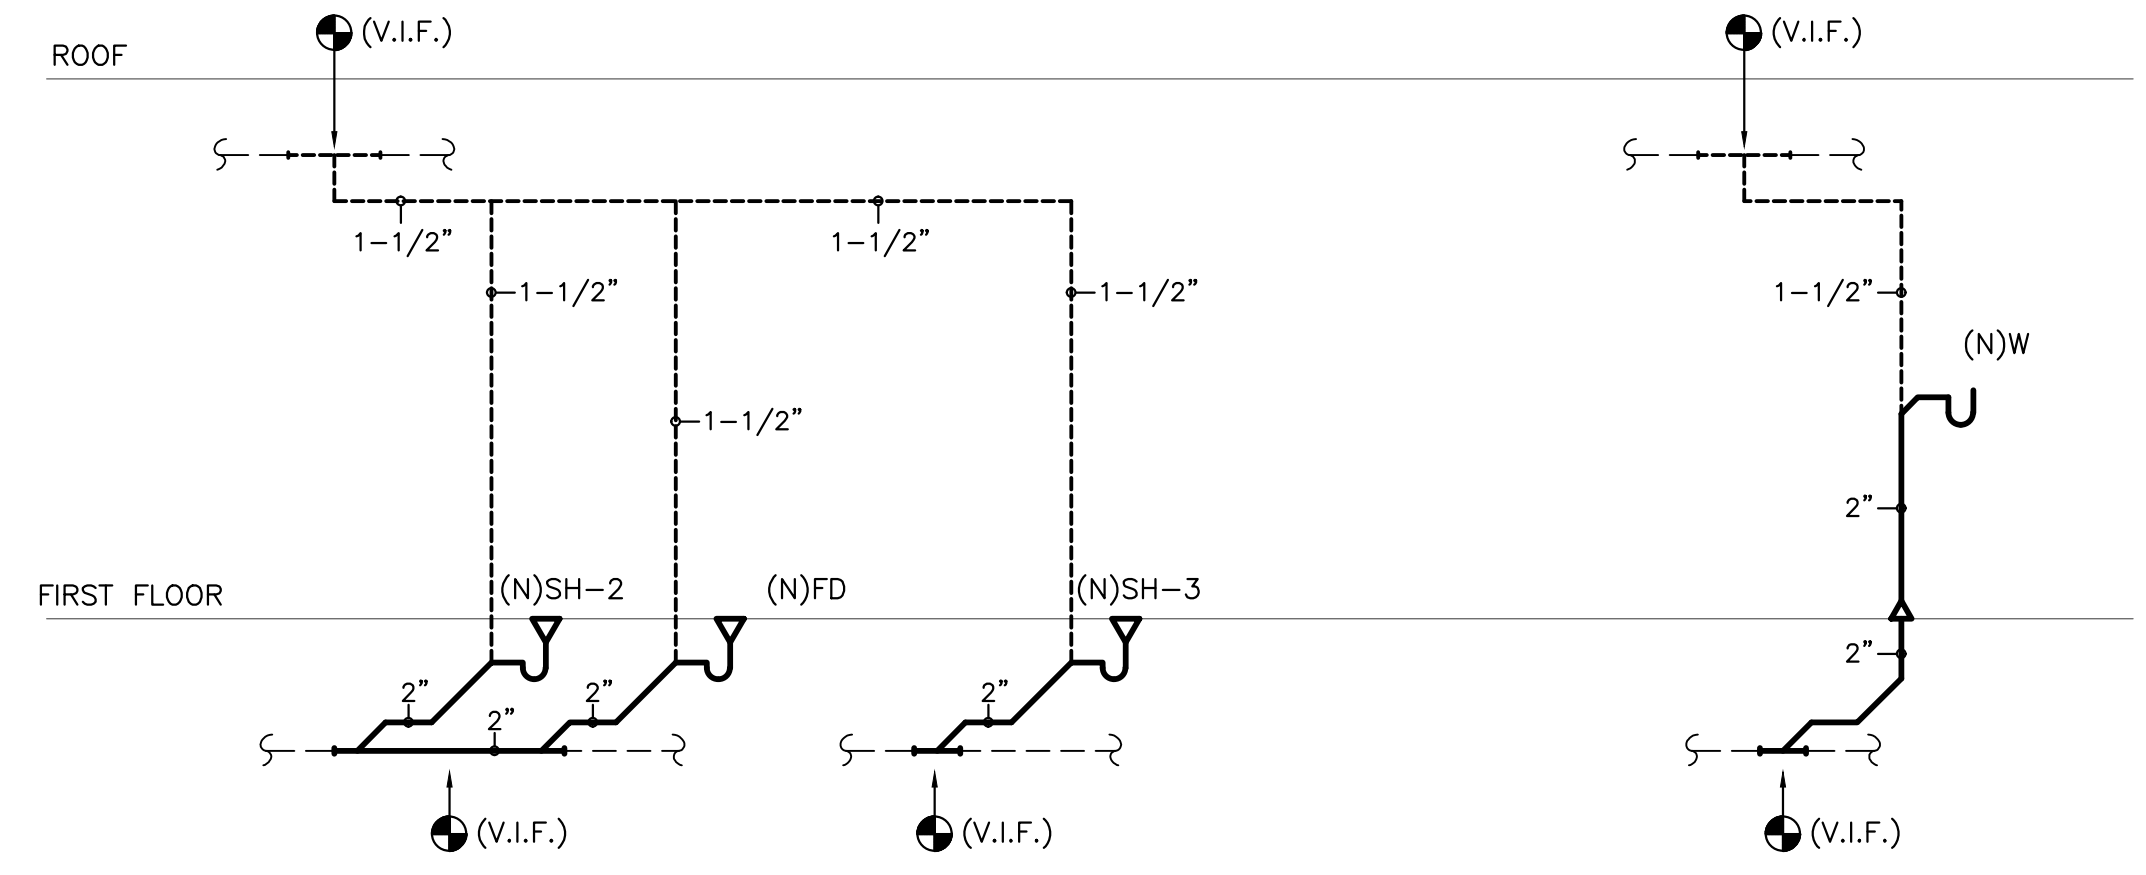 (V.I.F.)
(V.I.F.)
ROOF
1-1/2"
1-1/2"
1-1/2"
1-1/2"
1-1/2"
(N)W
1-1/2"
2"
FIRST FLOOR
(N)SH-2
(N)FD
(N)SH-3
2"
2"
2"
2"
2"
(V.I.F.)
(V.I.F.)
(V.I.F.)